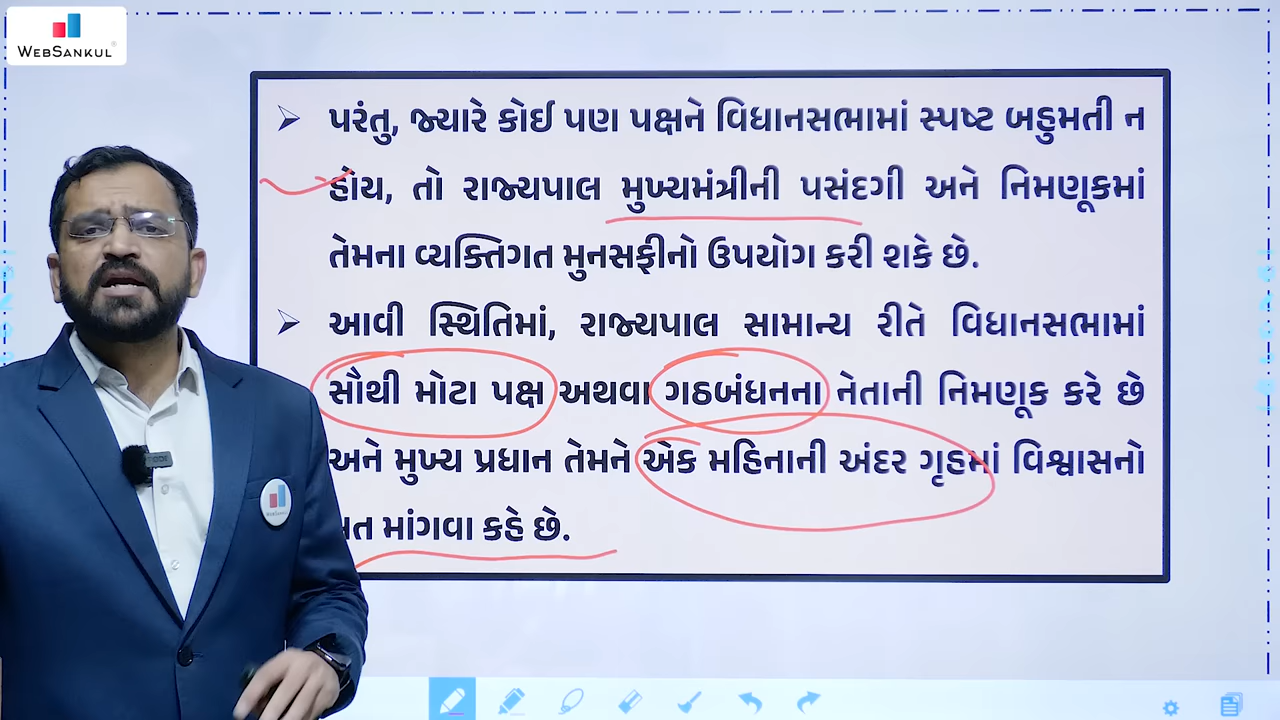 WEBSANKUL
પરંતુ, જ્યારે કોઈ પણ પક્ષને વિધાનસભામાં સ્પષ્ટ બહુમતી ન
હોય, તો રાજ્યપાલ મુખ્યમંત્રીની પસંદગી અને નિમણૂકમાં
તેમના વ્યક્તિગત મુનસફીનો ઉપયોગ કરી શકે છે.
આવી સ્થિતિમાં, રાજ્યપાલ સામાન્ય રીતે વિધાનસભામાં
સૌથી મોટા પક્ષ અથવા ગઠબંધનના નેતાની નિમણૂક કરે છે
અને મુખ્ય પ્રધાન તેમને એક મહિનાની અંદર ગૃહમાં વિશ્વાસનો
માંગવા કહે છે.